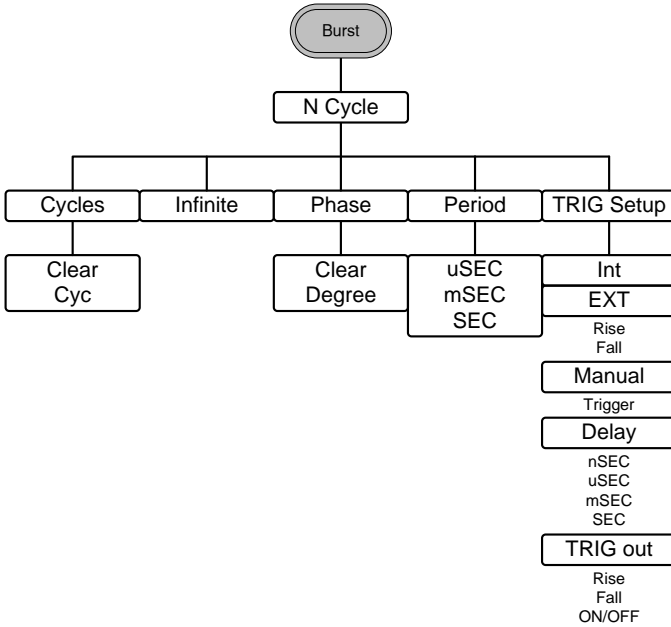 Burst
N Cycle
Cycles
Infinite
Phase
Period
TRIG Setup
Clear
Cyc
Clear
Degree
uSEC
mSEC
SEC
Int
EXT
Rise
Fall
Manual
Trigger
Delay
nSEC
uSEC
mSEC
SEC
TRIG out
Rise
Fall
ON/OFF